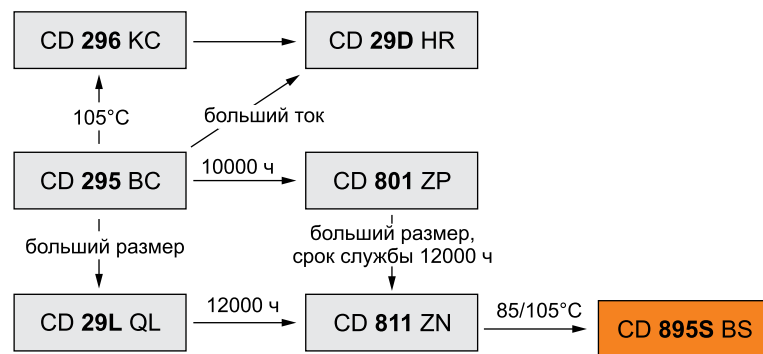 CD 296 KC
CD 29D HR
105°C
больший ток
CD 295 BC
10000 ч
CD 801 ZP
больший размер
больший размер,
срок службы 12000 ч
CD 29L QL
12000 ч
CD 811 ZN
85/105°C
CD 895S BS